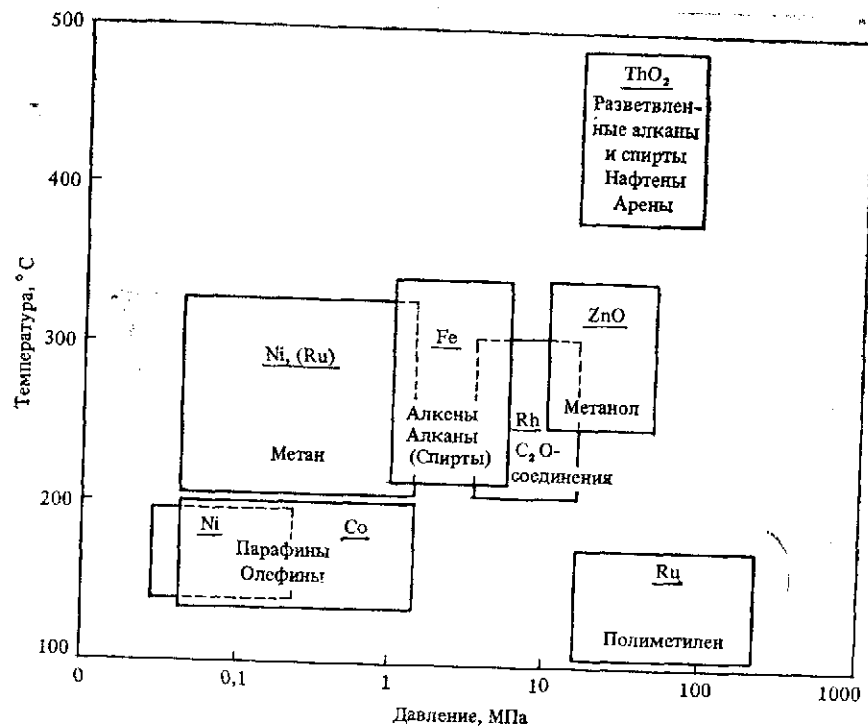 500
400
300
200
100
Температура, °C
ThO₂
Разветвлен-
ные алканы
и спирты
Нафтены
Арены
Ni, (Ru)
Метан
Fe
Алкены
Алканы
(Спирты)
Rh
C₂O-
соединения
ZnO
Метанол
Ni
Co
Парафины
Олефины
Ru
Полиметилен
0
0,1
1
10
100
1000
Давление, МПа